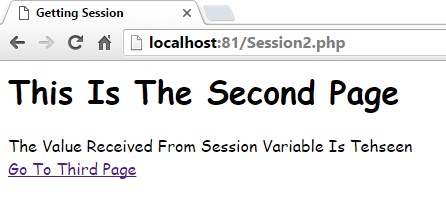 Getting Session
localhost:81/Session2.php
This Is The Second Page
The Value Received From Session Variable Is Tehseen
Go To Third Page